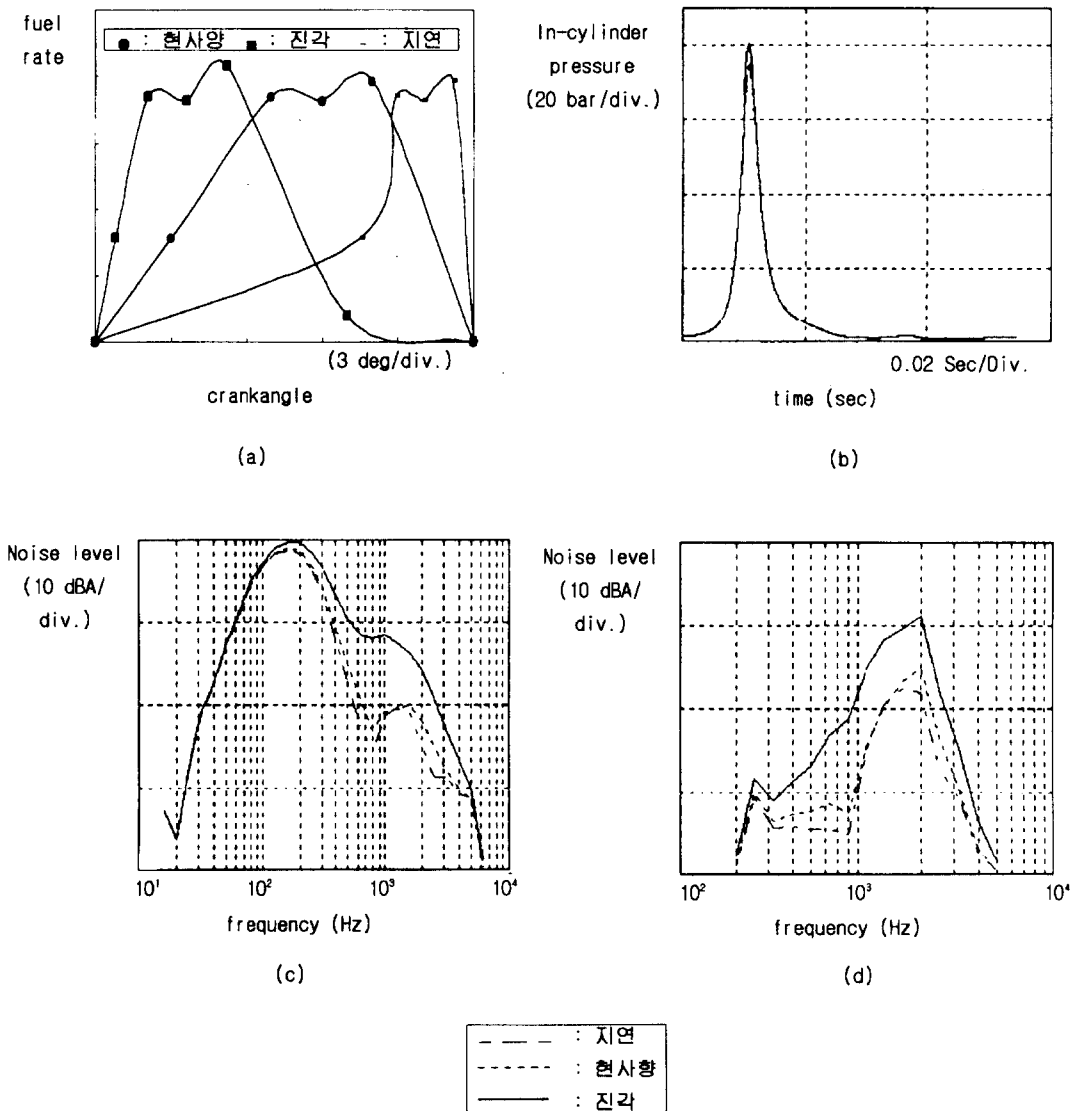 fuel
rate
● : 현사양 ■ : 진각 - : 지연
(3 deg/div.)
crankangle
(a)
In-cylinder
pressure
(20 bar/div.)
0.02 Sec/Div.
time (sec)
(b)
Noise level
(10 dBA/
div.)
10¹ 10² 10³ 10⁴
frequency (Hz)
(c)
Noise level
(10 dBA/
div.)
10² 10³ 10⁴
frequency (Hz)
(d)
: 지연
: 현사향
: 진각